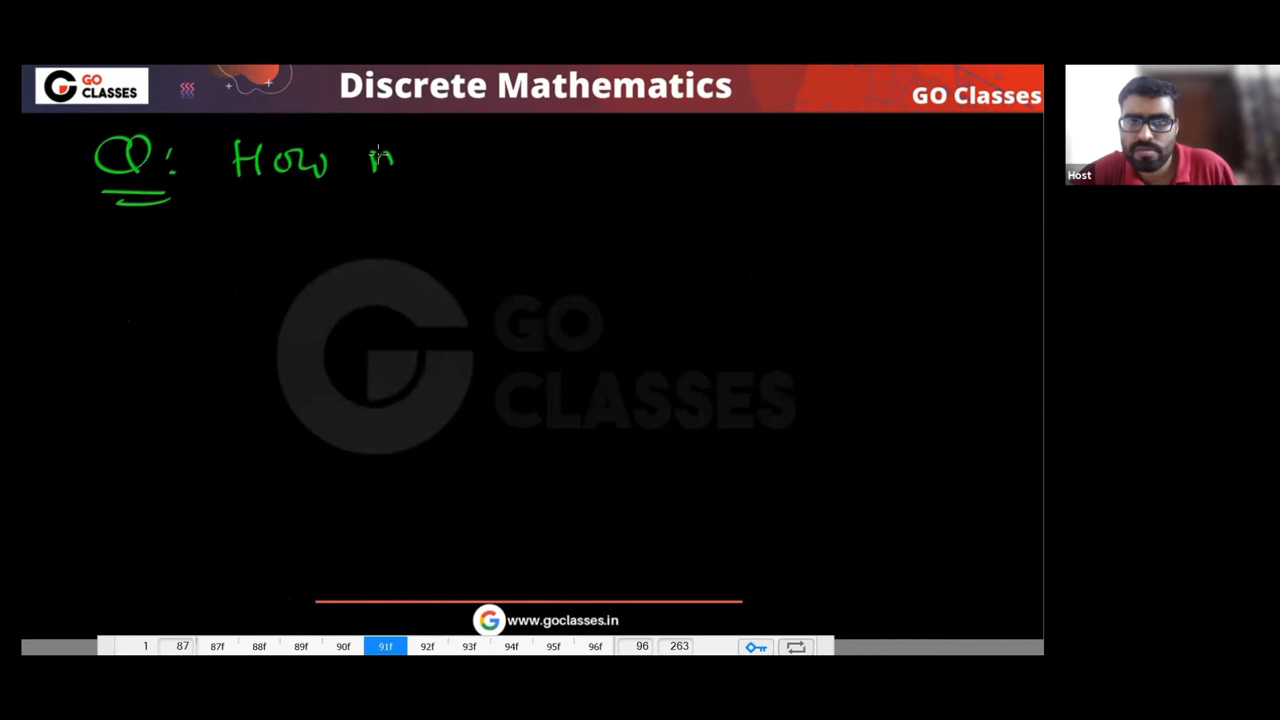 GO
CLASSES
Discrete Mathematics
GO Classes
Q: How
Host
GO
CLASSES
www.goclasses.in
1 87 87f 88f 89f 90f 91f 92f 93f 94f 95f 96f 96 263